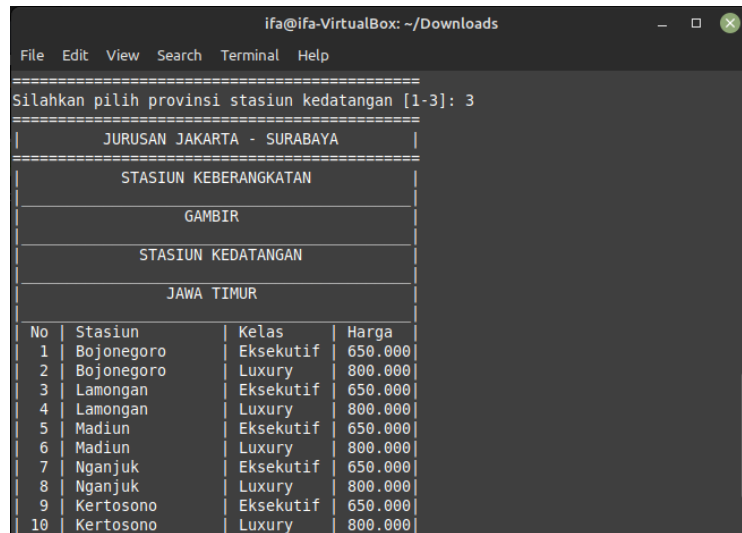 ifa@ifa-VirtualBox: ~/Downloads
File Edit View Search Terminal Help
=============================================
Silahkan pilih provinsi stasiun kedatangan [1-3]: 3
=============================================
| JURUSAN JAKARTA - SURABAYA |
=============================================
| STASIUN KEBERANGKATAN |
|___________________________________________|
| GAMBIR |
|___________________________________________|
| STASIUN KEDATANGAN |
|___________________________________________|
| JAWA TIMUR |
|___________________________________________|
| No | Stasiun | Kelas | Harga |
| 1 | Bojonegoro | Eksekutif | 650.000|
| 2 | Bojonegoro | Luxury | 800.000|
| 3 | Lamongan | Eksekutif | 650.000|
| 4 | Lamongan | Luxury | 800.000|
| 5 | Madiun | Eksekutif | 650.000|
| 6 | Madiun | Luxury | 800.000|
| 7 | Nganjuk | Eksekutif | 650.000|
| 8 | Nganjuk | Luxury | 800.000|
| 9 | Kertosono | Eksekutif | 650.000|
| 10 | Kertosono | Luxury | 800.000|